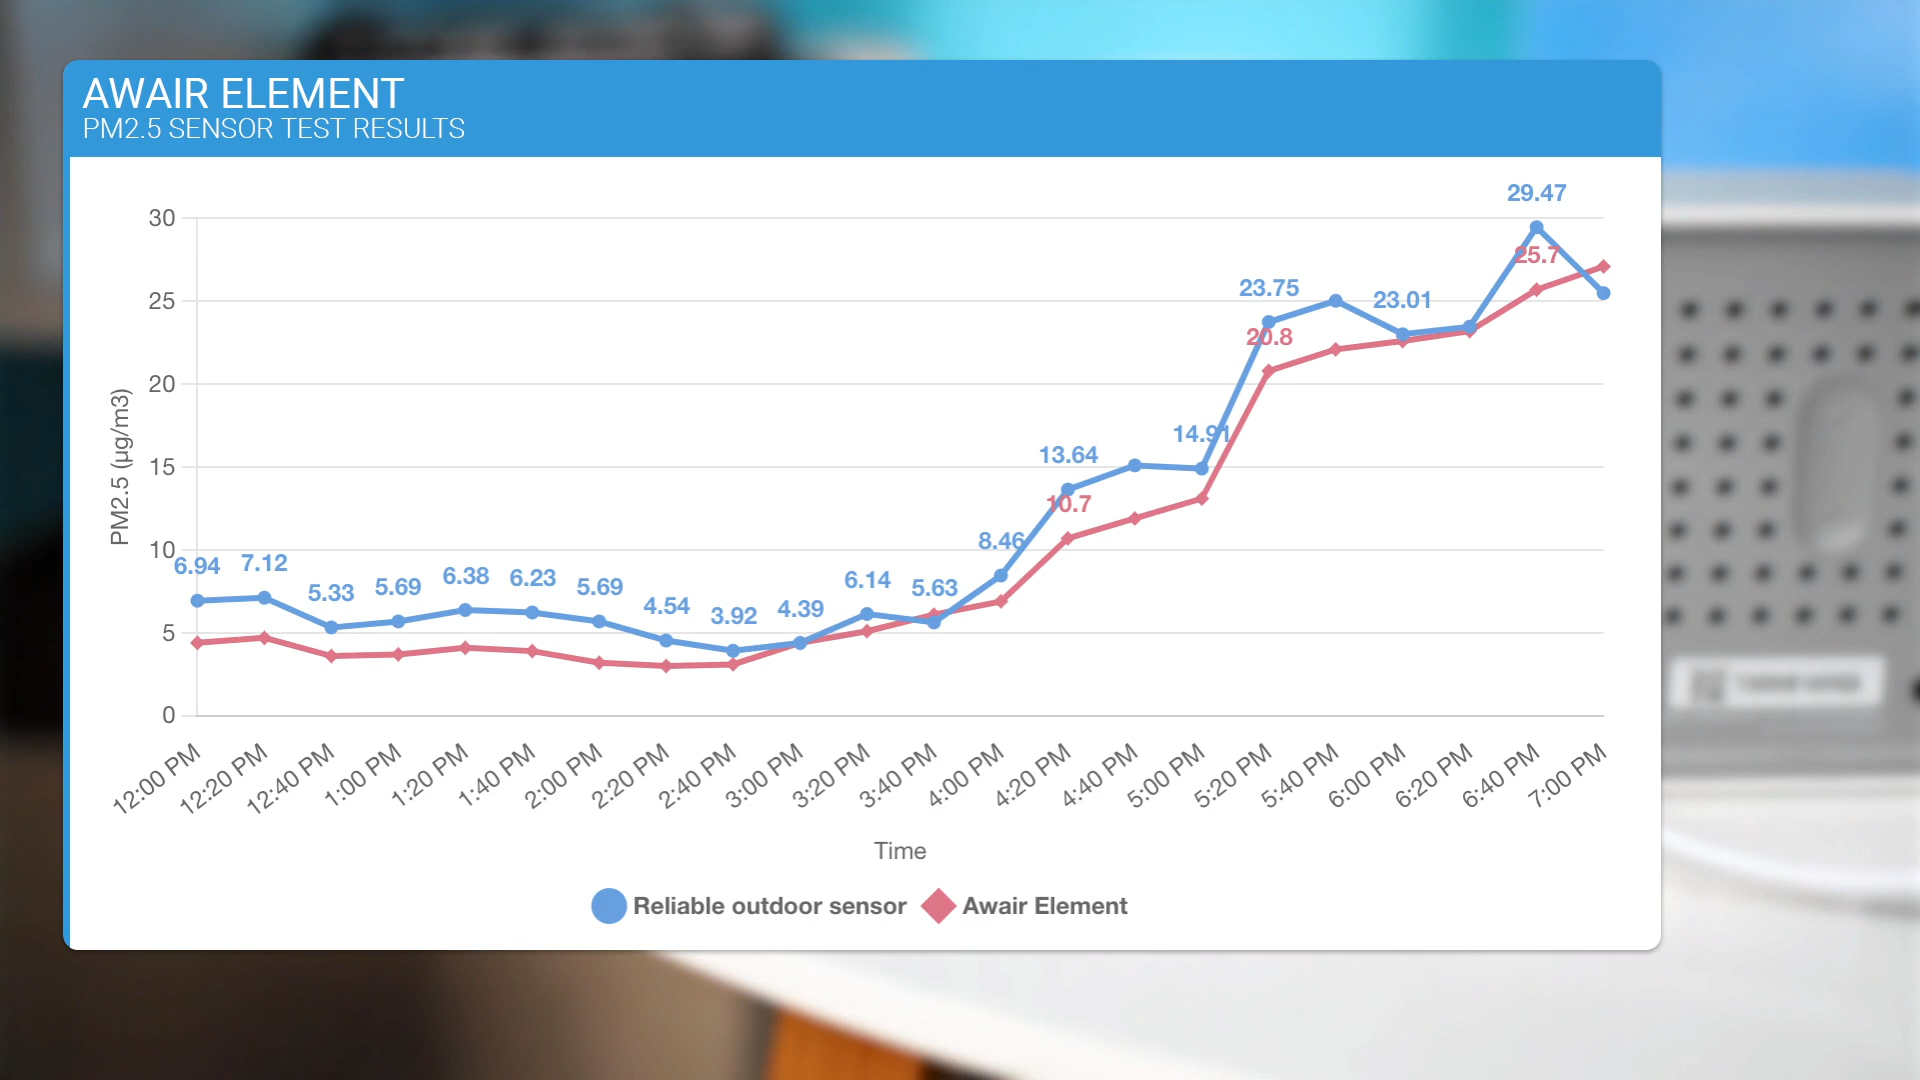 AWAIR ELEMENT
PM2.5 SENSOR TEST RESULTS
29.47
30
25.7
25
23.75
23.01
20.8
20
PM2.5 (µg/m3)
15
14.91
13.64
10.7
10
8.46
6.94 7.12 5.33 5.69 6.38 6.23 5.69 4.54 3.92 4.39 6.14 5.63
5
0
12:00 PM 12:20 PM 12:40 PM 1:00 PM 1:20 PM 1:40 PM 2:00 PM 2:20 PM 2:40 PM 3:00 PM 3:20 PM 3:40 PM 4:00 PM 4:20 PM 4:40 PM 5:00 PM 5:20 PM 5:40 PM 6:00 PM 6:20 PM 6:40 PM 7:00 PM
Time
Reliable outdoor sensor Awair Element